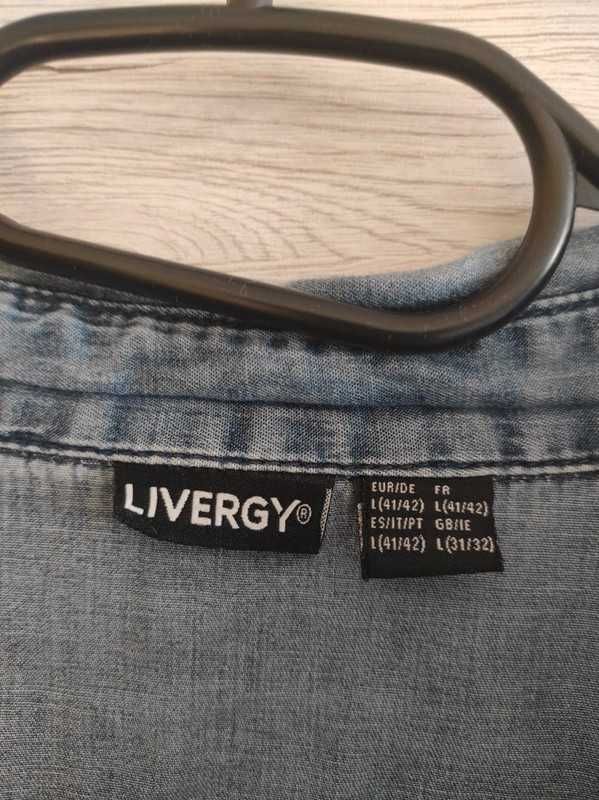 LIVERGY®
EUR/DE FR
L(41/42) L(41/42)
ES/IT/PT GB/IE
L(41/42) L(31/32)